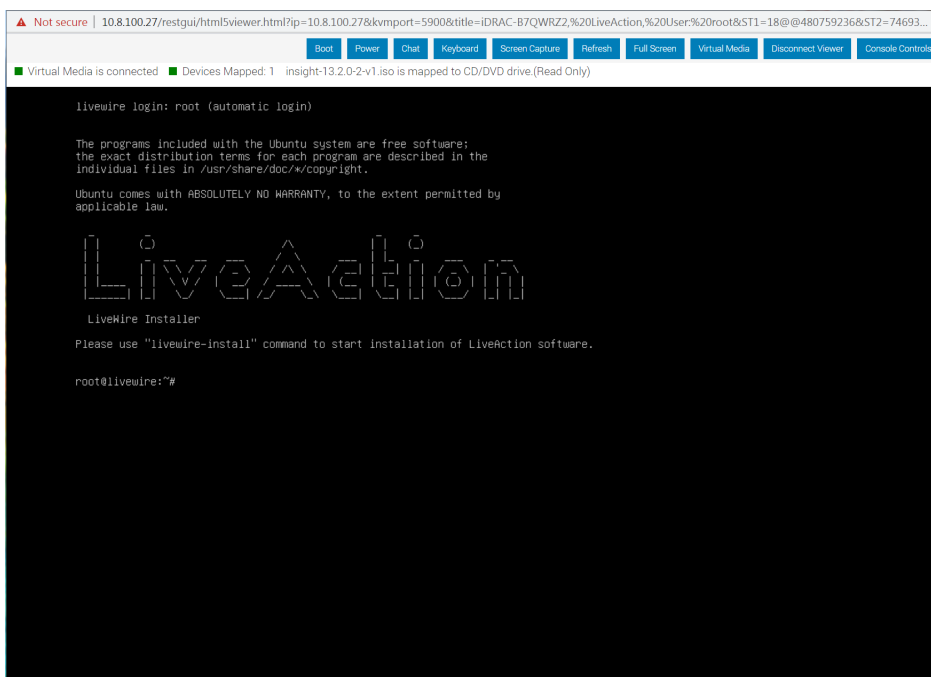 Not secure | 10.8.100.27/restgui/html5viewer.html?ip=10.8.100.27&kvmport=5900&title=iDRAC-B7QWRZ2,%20LiveAction,%20User:%20root&ST1=18@@480759236&ST2=74693...
Boot Power Chat Keyboard Screen Capture Refresh Full Screen Virtual Media Disconnect Viewer Console Controls
Virtual Media is connected Devices Mapped: 1 insight-13.2.0-2-v1.iso is mapped to CD/DVD drive.(Read Only)
livewire login: root (automatic login)
The programs included with the Ubuntu system are free software;
the exact distribution terms for each program are described in the
individual files in /usr/share/doc/*/copyright.
Ubuntu comes with ABSOLUTELY NO WARRANTY, to the extent permitted by
applicable law.
LiveAction
LiveWire Installer
Please use "livewire-install" command to start installation of LiveAction software.
root@livewire:~#